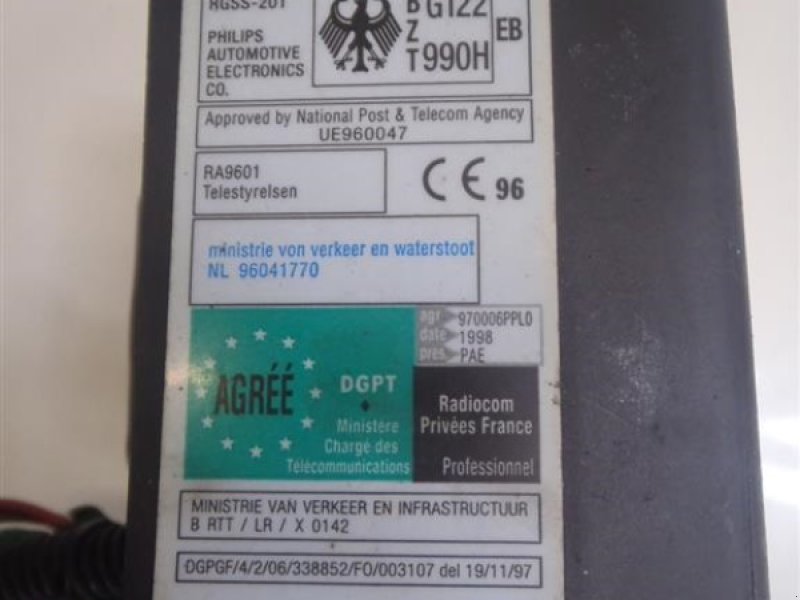 RGSS-201
PHILIPS
AUTOMOTIVE
ELECTRONICS
CO.
B G122
Z
T 990H
EB
Approved by National Post & Telecom Agency
UE960047
RA9601
Telestyrelsen
CE 96
ministrie von verkeer en waterstoot
NL 96041770
agr 970006PPL0
date 1998
pres PAE
AGRÉÉ
DGPT
Ministère
Chargé des
Télécommunications
Radiocom
Privées France
Professionnel
MINISTRIE VAN VERKEER EN INFRASTRUCTUUR
B RTT / LR / X 0142
DGPGF/4/2/06/338852/FO/003107 del 19/11/97